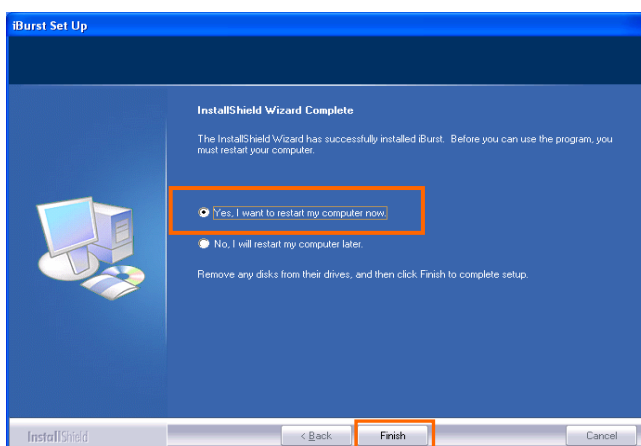 iBurst Set Up
InstallShield Wizard Complete
The InstallShield Wizard has successfully installed iBurst. Before you can use the program, you
must restart your computer.
Yes, I want to restart my computer now.
No, I will restart my computer later.
Remove any disks from their drives, and then click Finish to complete setup.
InstallShield
< Back
Finish
Cancel